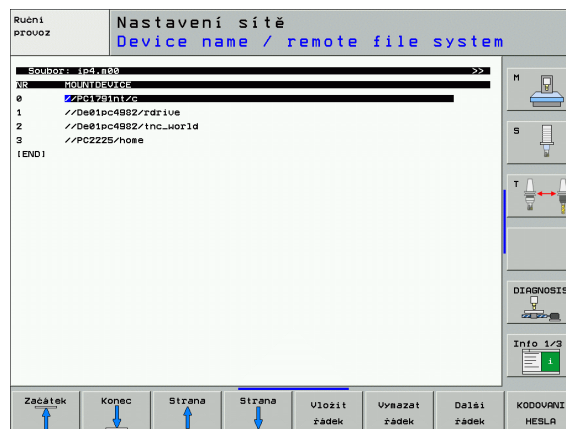 Ruční
provoz
Nastavení sítě
Device name / remote file system
Soubor: ip4.m00 >>
NR MOUNTDEVICE
0 //PC1791nt/c
1 //De01pc4982/rdrive
2 //De01pc4982/tnc_world
3 //PC2225/home
[END]
M
S
T
DIAGNOSIS
Info 1/3
i
Začátek
Konec
Strana
Strana
Vložit
řádek
Vymazat
řádek
Další
řádek
KODOVANI
HESLA